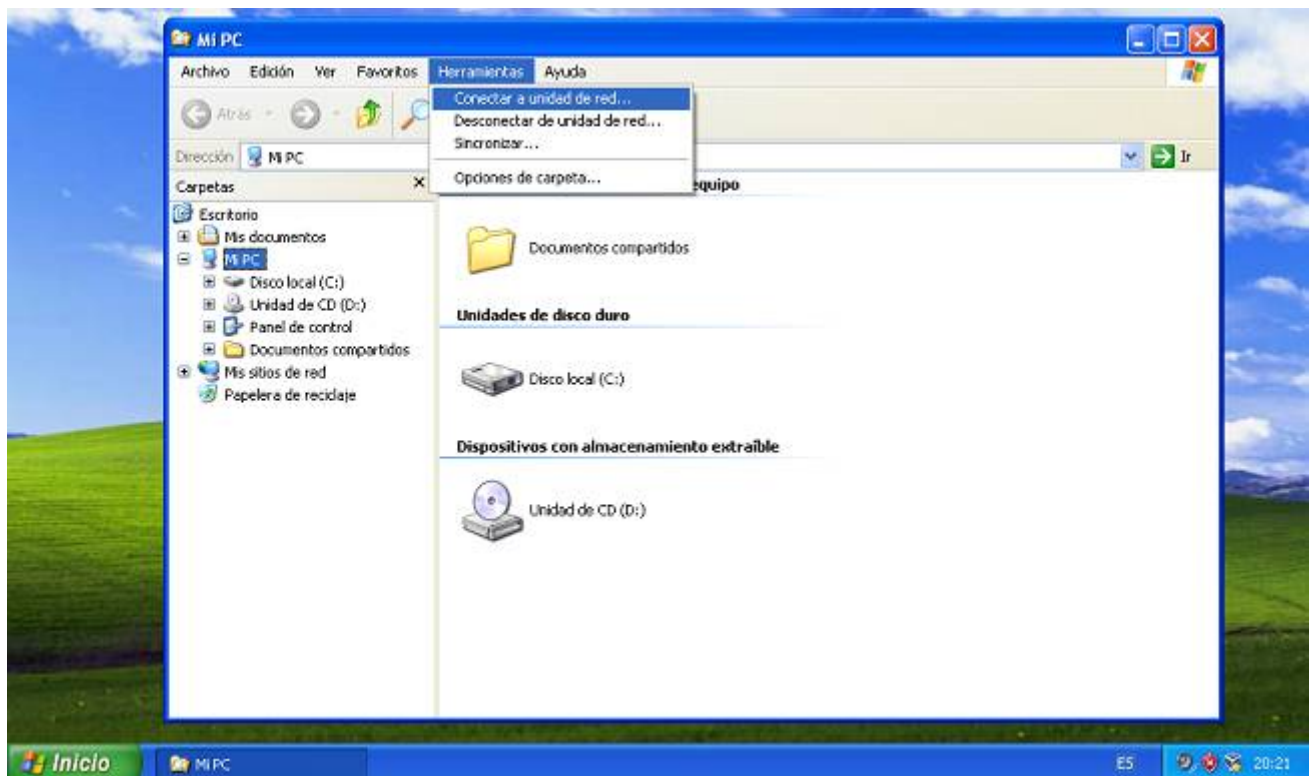 Mi PC
Archivo Edición Ver Favoritos Herramientas Ayuda
Conectar a unidad de red...
Desconectar de unidad de red...
Sincronizar...
Opciones de carpeta...
Atrás
Dirección Mi PC Ir
Carpetas
equipo
Escritorio
Mis documentos
Mi PC
Disco local (C:)
Unidad de CD (D:)
Panel de control
Documentos compartidos
Mis sitios de red
Papelera de reciclaje
Documentos compartidos
Unidades de disco duro
Disco local (C:)
Dispositivos con almacenamiento extraíble
Unidad de CD (D:)
Inicio Mi PC ES 20:21